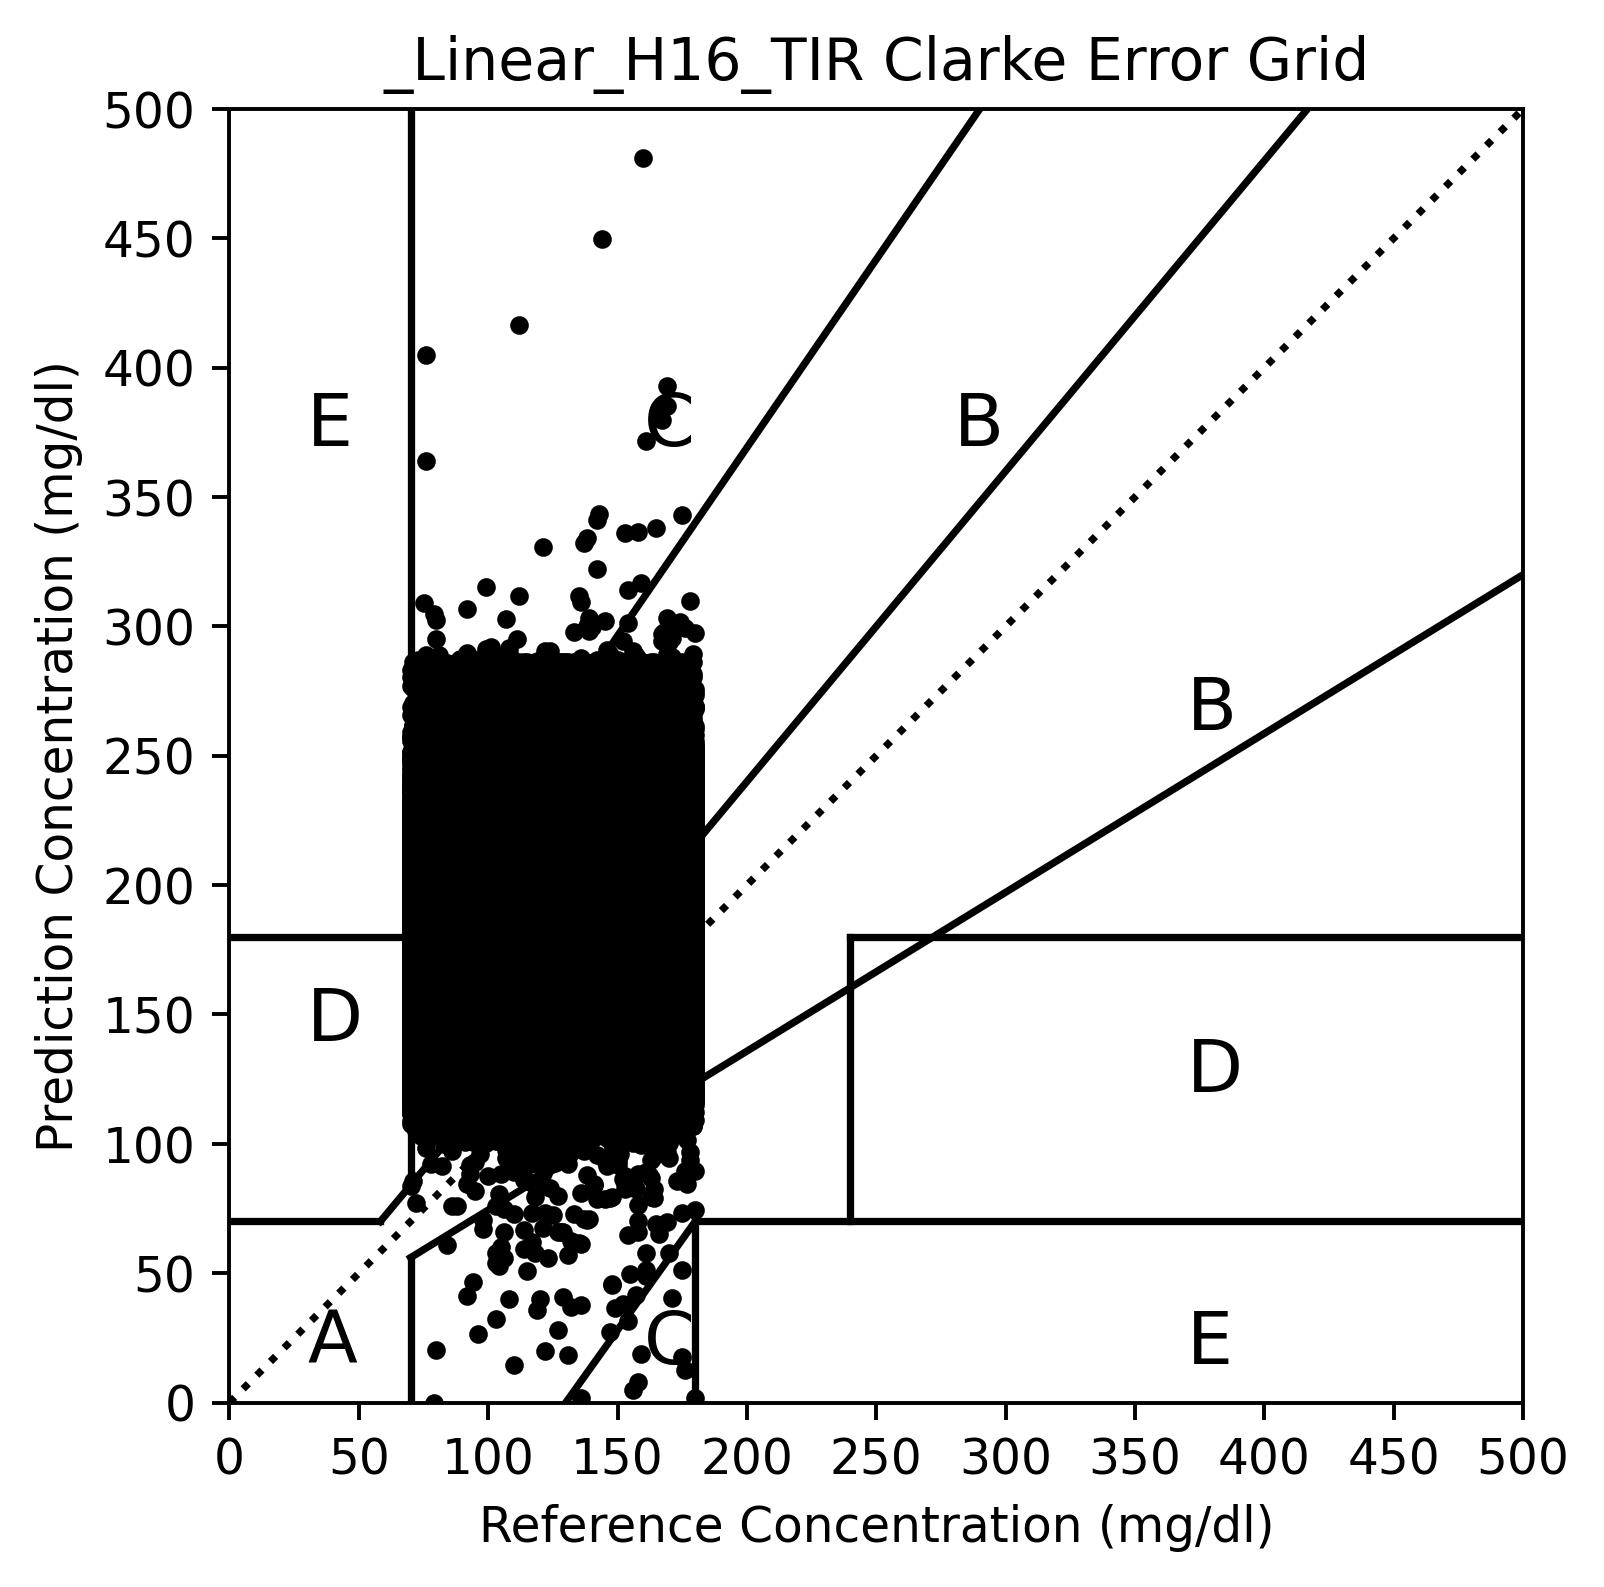 _Linear_H16_TIR Clarke Error Grid
500
450
400
350
300
250
200
150
100
50
0
Prediction Concentration (mg/dl)
E
C
B
B
D
D
A
C
E
0 50 100 150 200 250 300 350 400 450 500
Reference Concentration (mg/dl)